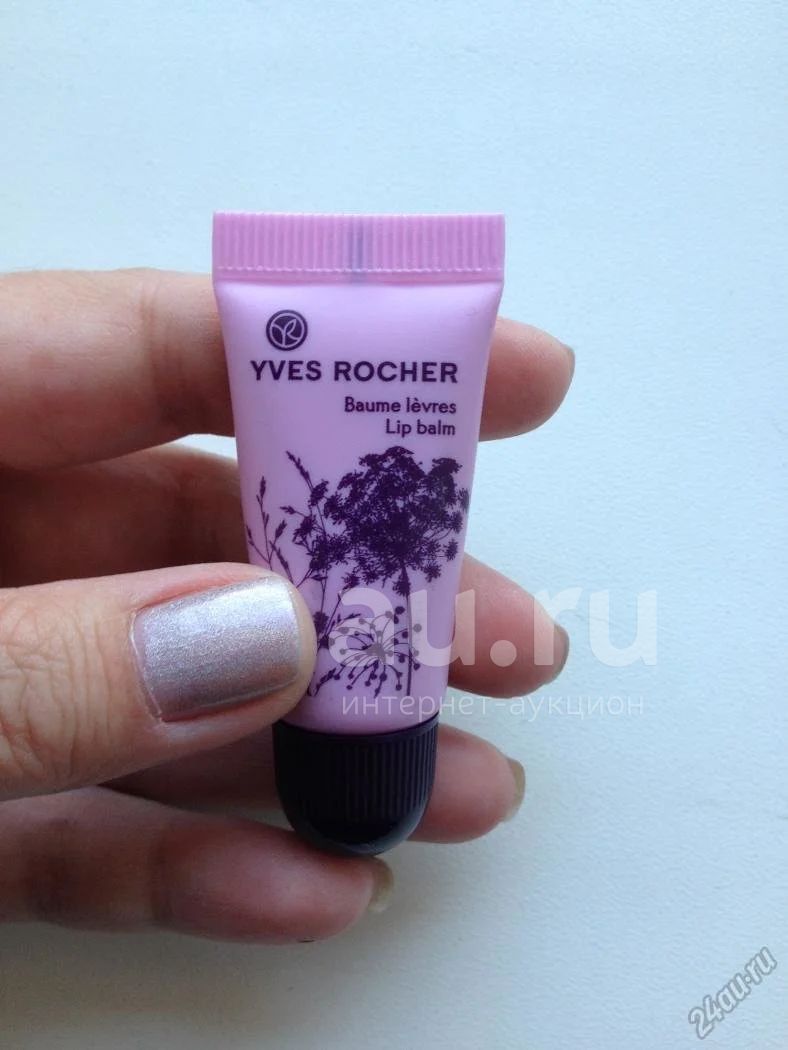 YVES ROCHER
Baume lèvres
Lip balm
au.ru
интернет-аукцион
24au.ru